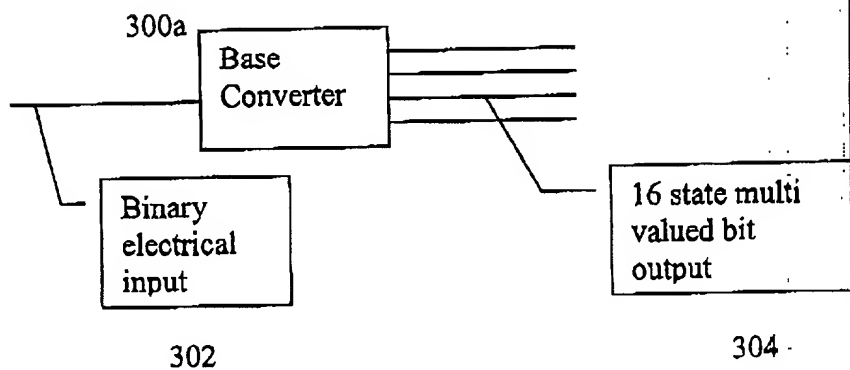 300a
Base
Converter
Binary
electrical
input
16 state multi
valued bit
output
302
304